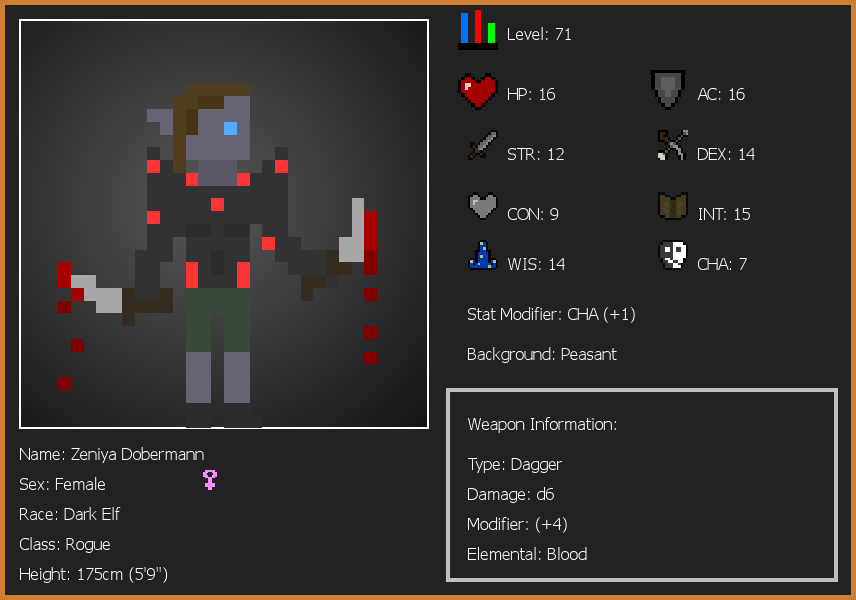 Level: 71
HP: 16
AC: 16
STR: 12
DEX: 14
CON: 9
INT: 15
WIS: 14
CHA: 7
Stat Modifier: CHA (+1)
Background: Peasant
Weapon Information:
Type: Dagger
Damage: d6
Modifier: (+4)
Elemental: Blood
Name: Zeniya Dobermann
Sex: Female
Race: Dark Elf
Class: Rogue
Height: 175cm (5'9")